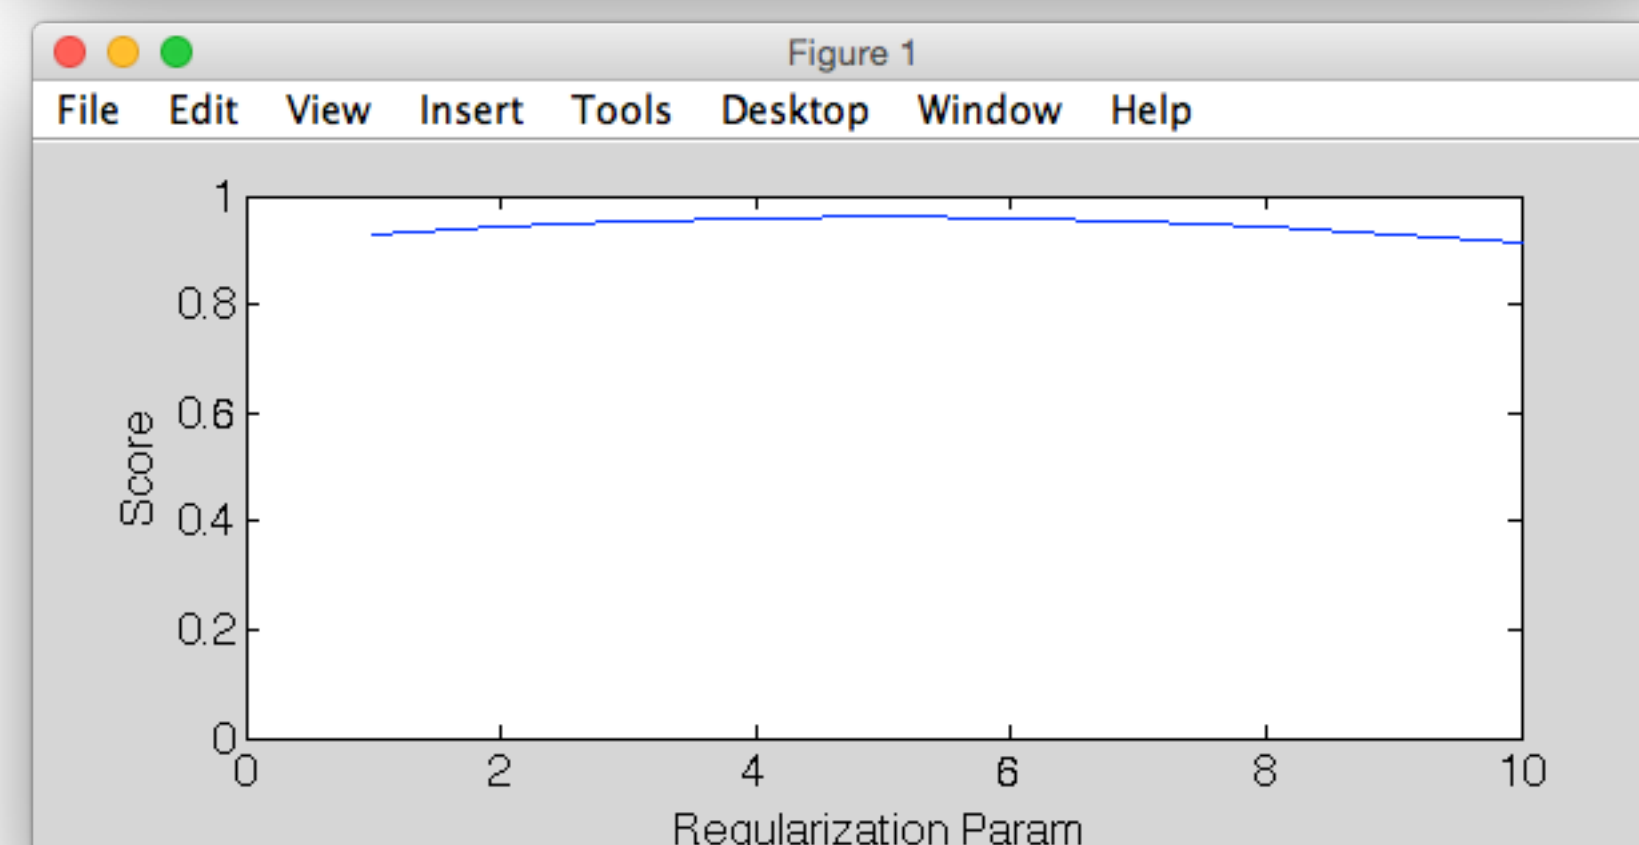 Figure 1
File Edit View Insert Tools Desktop Window Help
1
0.8
0.6
0.4
0.2
0
Score
0 2 4 6 8 10
Regularization Param